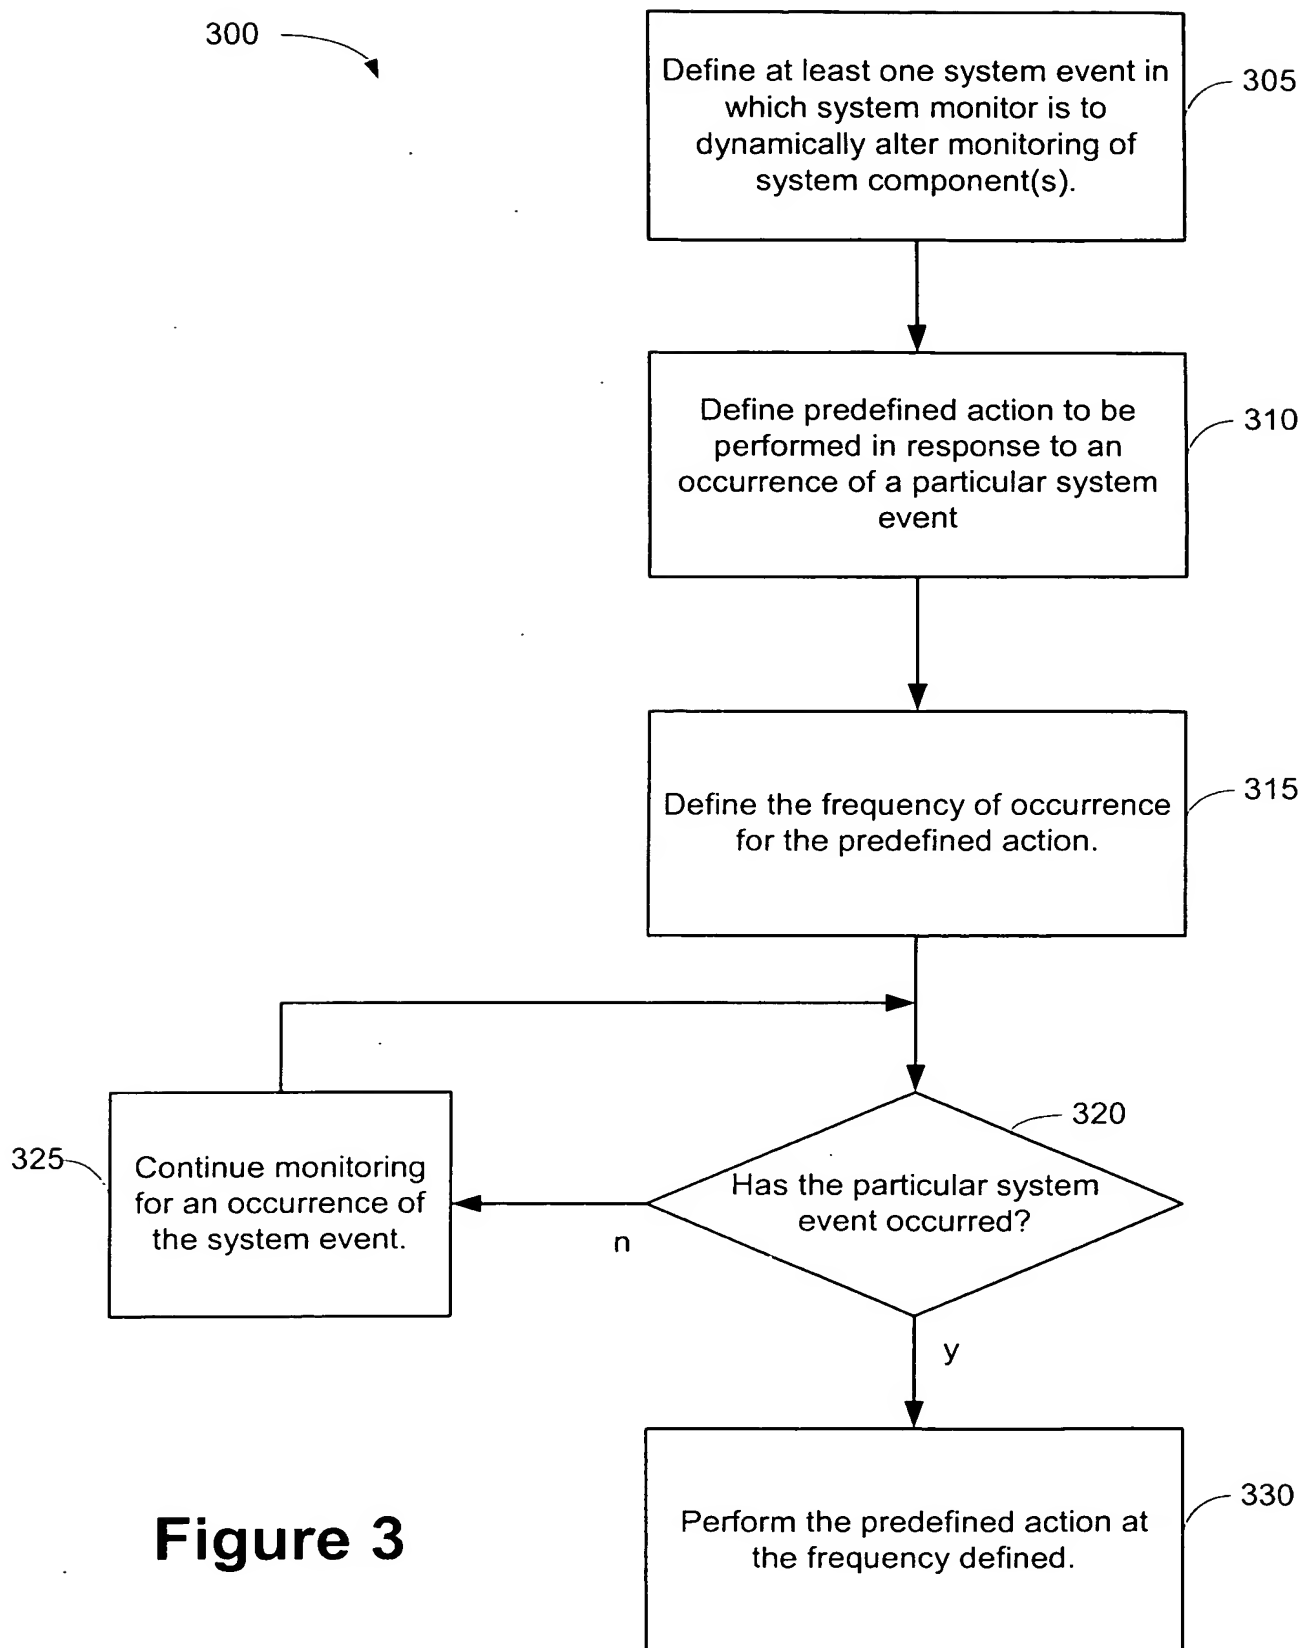 300
Define at least one system event in
which system monitor is to
dynamically alter monitoring of
system component(s).
305
Define predefined action to be
performed in response to an
occurrence of a particular system
event
310
Define the frequency of occurrence
for the predefined action.
315
320
Has the particular system
event occurred?
n
325
Continue monitoring
for an occurrence of
the system event.
y
Perform the predefined action at
the frequency defined.
330
Figure 3